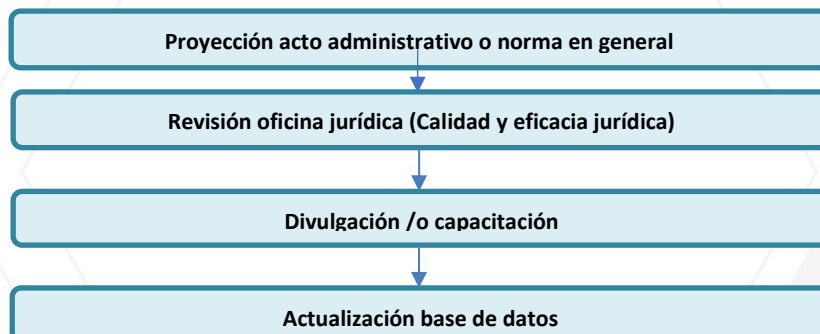 Proyección acto administrativo o norma en general
Revisión oficina jurídica (Calidad y eficacia jurídica)
Divulgación /o capacitación
Actualización base de datos